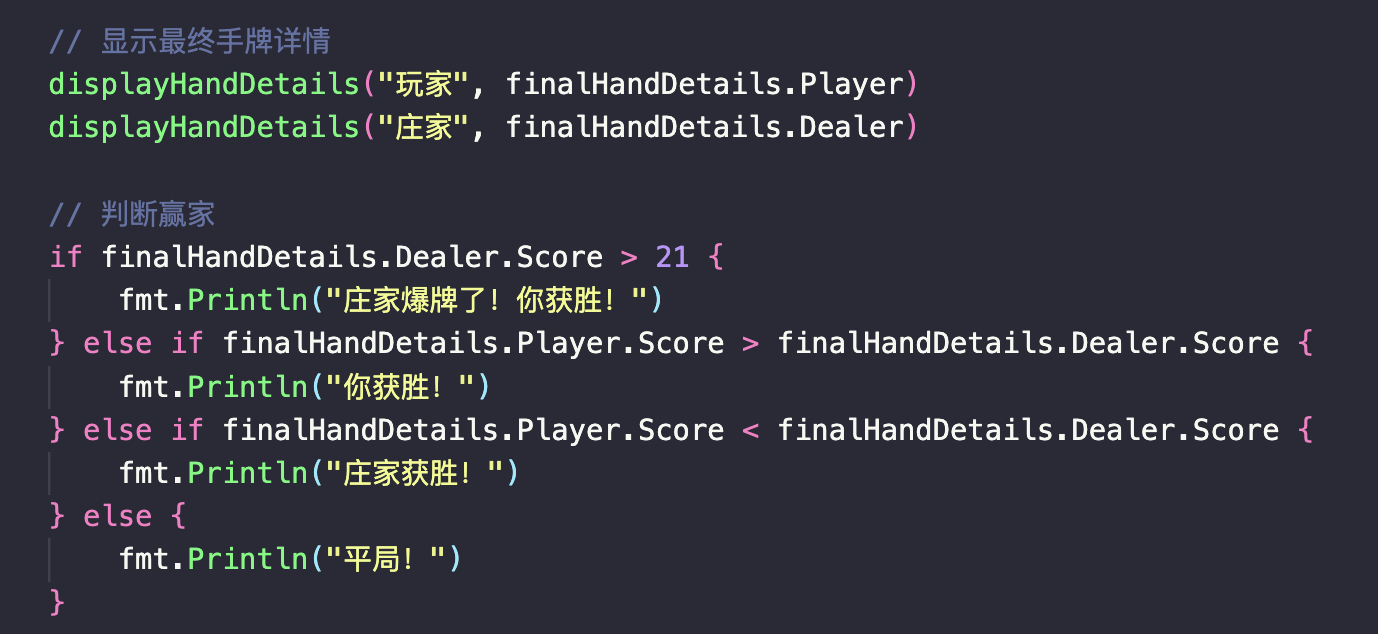 // 显示最终手牌详情
displayHandDetails("玩家", finalHandDetails.Player)
displayHandDetails("庄家", finalHandDetails.Dealer)

// 判断赢家
if finalHandDetails.Dealer.Score > 21 {
    fmt.Println("庄家爆牌了！你获胜！")
} else if finalHandDetails.Player.Score > finalHandDetails.Dealer.Score {
    fmt.Println("你获胜！")
} else if finalHandDetails.Player.Score < finalHandDetails.Dealer.Score {
    fmt.Println("庄家获胜！")
} else {
    fmt.Println("平局！")
}